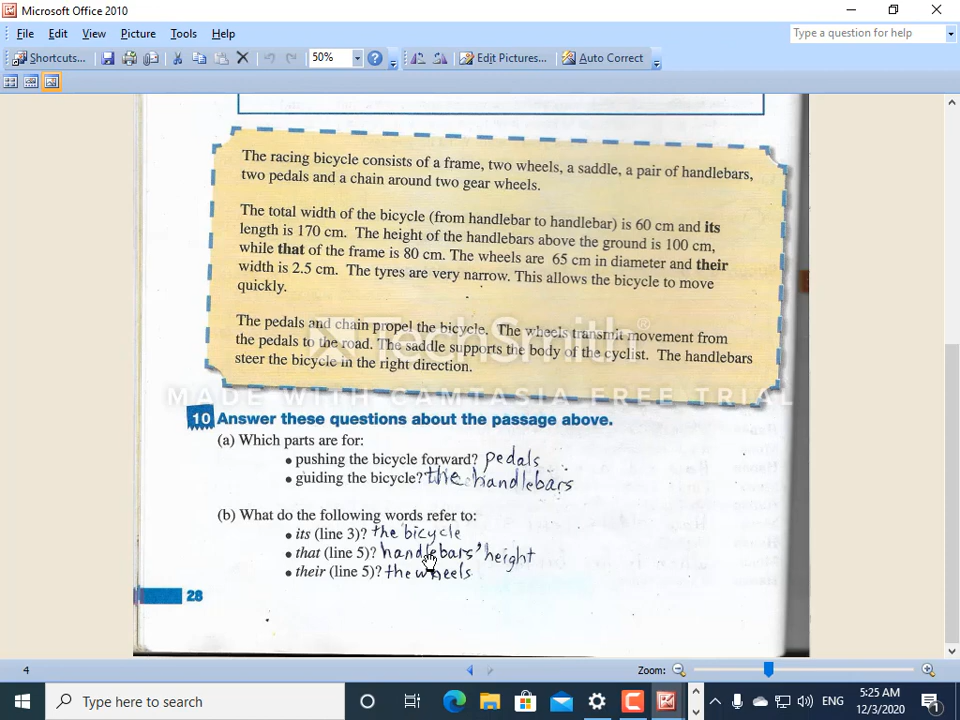 Microsoft Office 2010
File Edit View Picture Tools Help
Type a question for help
Shortcuts... 50% Edit Pictures... Auto Correct
The racing bicycle consists of a frame, two wheels, a saddle, a pair of handlebars,
two pedals and a chain around two gear wheels.
The total width of the bicycle (from handlebar to handlebar) is 60 cm and its
length is 170 cm. The height of the handlebars above the ground is 100 cm,
while that of the frame is 80 cm. The wheels are 65 cm in diameter and their
width is 2.5 cm. The tyres are very narrow. This allows the bicycle to move
quickly.
The pedals and chain propel the bicycle. The wheels transmit movement from
the pedals to the road. The saddle supports the body of the cyclist. The handlebars
steer the bicycle in the right direction.
TechSmith®
MADE WITH CAMTASIA FREE TRIAL
10 Answer these questions about the passage above.
(a) Which parts are for:
• pushing the bicycle forward? pedals
• guiding the bicycle? the handlebars
(b) What do the following words refer to:
• its (line 3)? the bicycle
• that (line 5)? handlebars' height
• their (line 5)? the wheels
28
4 Zoom:
Type here to search
ENG
5:25 AM
12/3/2020
1